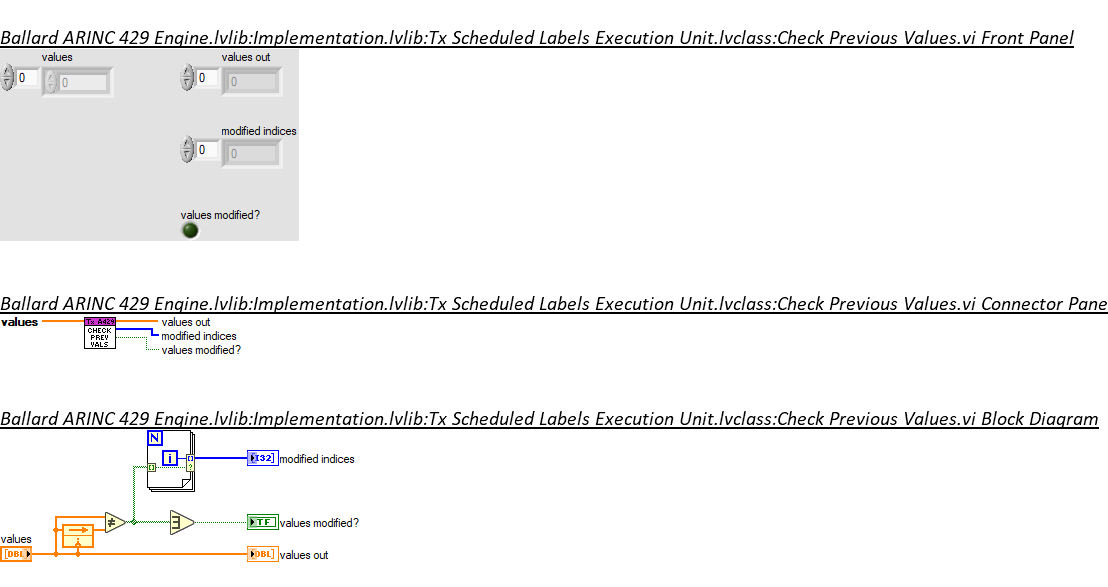 Ballard ARINC 429 Engine.lvlib:Implementation.lvlib:Tx Scheduled Labels Execution Unit.lvclass:Check Previous Values.vi Front Panel
values
values out
0
0
0
0
modified indices
0
0
values modified?
Ballard ARINC 429 Engine.lvlib:Implementation.lvlib:Tx Scheduled Labels Execution Unit.lvclass:Check Previous Values.vi Connector Pane
values
Tx A429
CHECK
PREV
VALS
values out
modified indices
values modified?
Ballard ARINC 429 Engine.lvlib:Implementation.lvlib:Tx Scheduled Labels Execution Unit.lvclass:Check Previous Values.vi Block Diagram
N
i
?
I32
modified indices
≠
TF
values modified?
values
DBL
DBL
values out